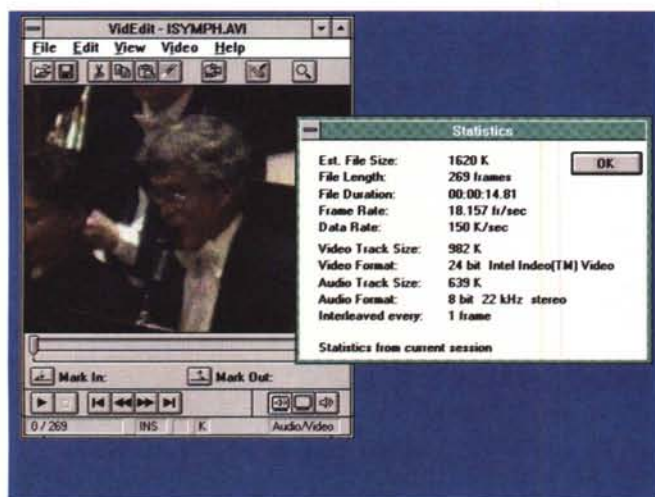 VidEdit - ISYMPH.AVI
File Edit View Video Help
Statistics
Est. File Size: 1620 K
File Length: 269 frames
File Duration: 00:00:14.81
Frame Rate: 18.157 fr/sec
Data Rate: 150 K/sec
Video Track Size: 982 K
Video Format: 24 bit Intel Indeo(TM) Video
Audio Track Size: 639 K
Audio Format: 8 bit 22 kHz stereo
Interleaved every: 1 frame
Statistics from current session
OK
Mark In: Mark Out:
0 / 269 INS K Audio/Video